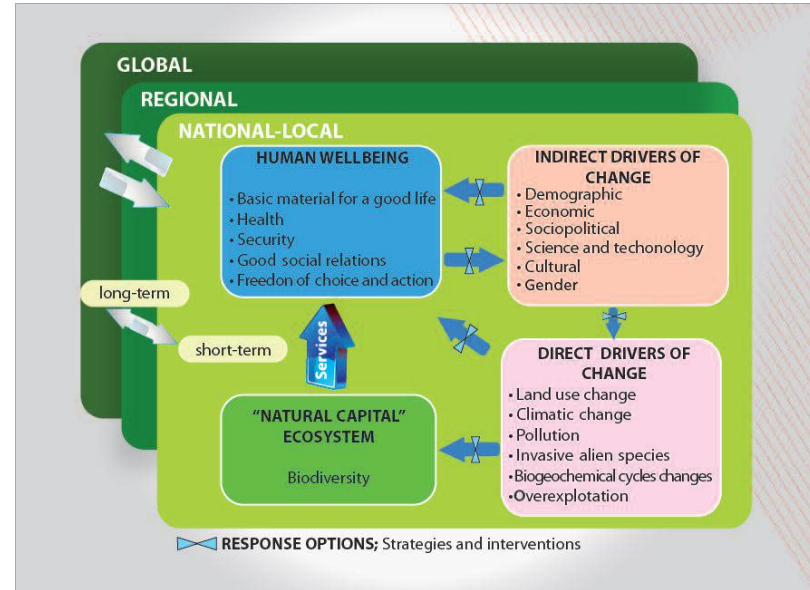 GLOBAL
REGIONAL
NATIONAL-LOCAL
HUMAN WELLBEING
• Basic material for a good life
• Health
• Security
• Good social relations
• Freedom of choice and action
INDIRECT DRIVERS OF
CHANGE
• Demographic
• Economic
• Sociopolitical
• Science and techonology
• Cultural
• Gender
long-term
short-term
Services
"NATURAL CAPITAL"
ECOSYSTEM
Biodiversity
DIRECT DRIVERS OF
CHANGE
• Land use change
• Climatic change
• Pollution
• Invasive alien species
• Biogeochemical cycles changes
• Overexplotation
RESPONSE OPTIONS; Strategies and interventions